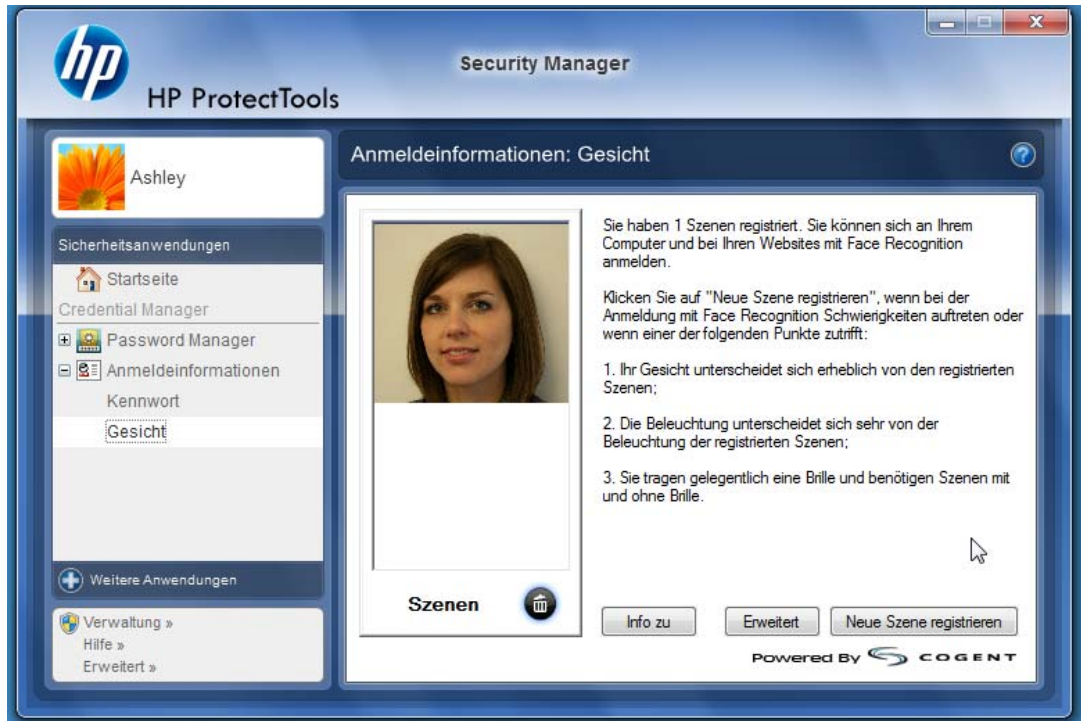 hp
HP ProtectTools
Security Manager
Ashley
Sicherheitsanwendungen
Startseite
Credential Manager
Password Manager
Anmeldeinformationen
Kennwort
Gesicht
Weitere Anwendungen
Verwaltung »
Hilfe »
Erweitert »
Anmeldeinformationen: Gesicht
?
Szenen
Sie haben 1 Szenen registriert. Sie können sich an Ihrem
Computer und bei Ihren Websites mit Face Recognition
anmelden.
Klicken Sie auf "Neue Szene registrieren", wenn bei der
Anmeldung mit Face Recognition Schwierigkeiten auftreten oder
wenn einer der folgenden Punkte zutrifft:
1. Ihr Gesicht unterscheidet sich erheblich von den registrierten
Szenen;
2. Die Beleuchtung unterscheidet sich sehr von der
Beleuchtung der registrierten Szenen;
3. Sie tragen gelegentlich eine Brille und benötigen Szenen mit
und ohne Brille.
Info zu
Erweitert
Neue Szene registrieren
Powered By COGENT